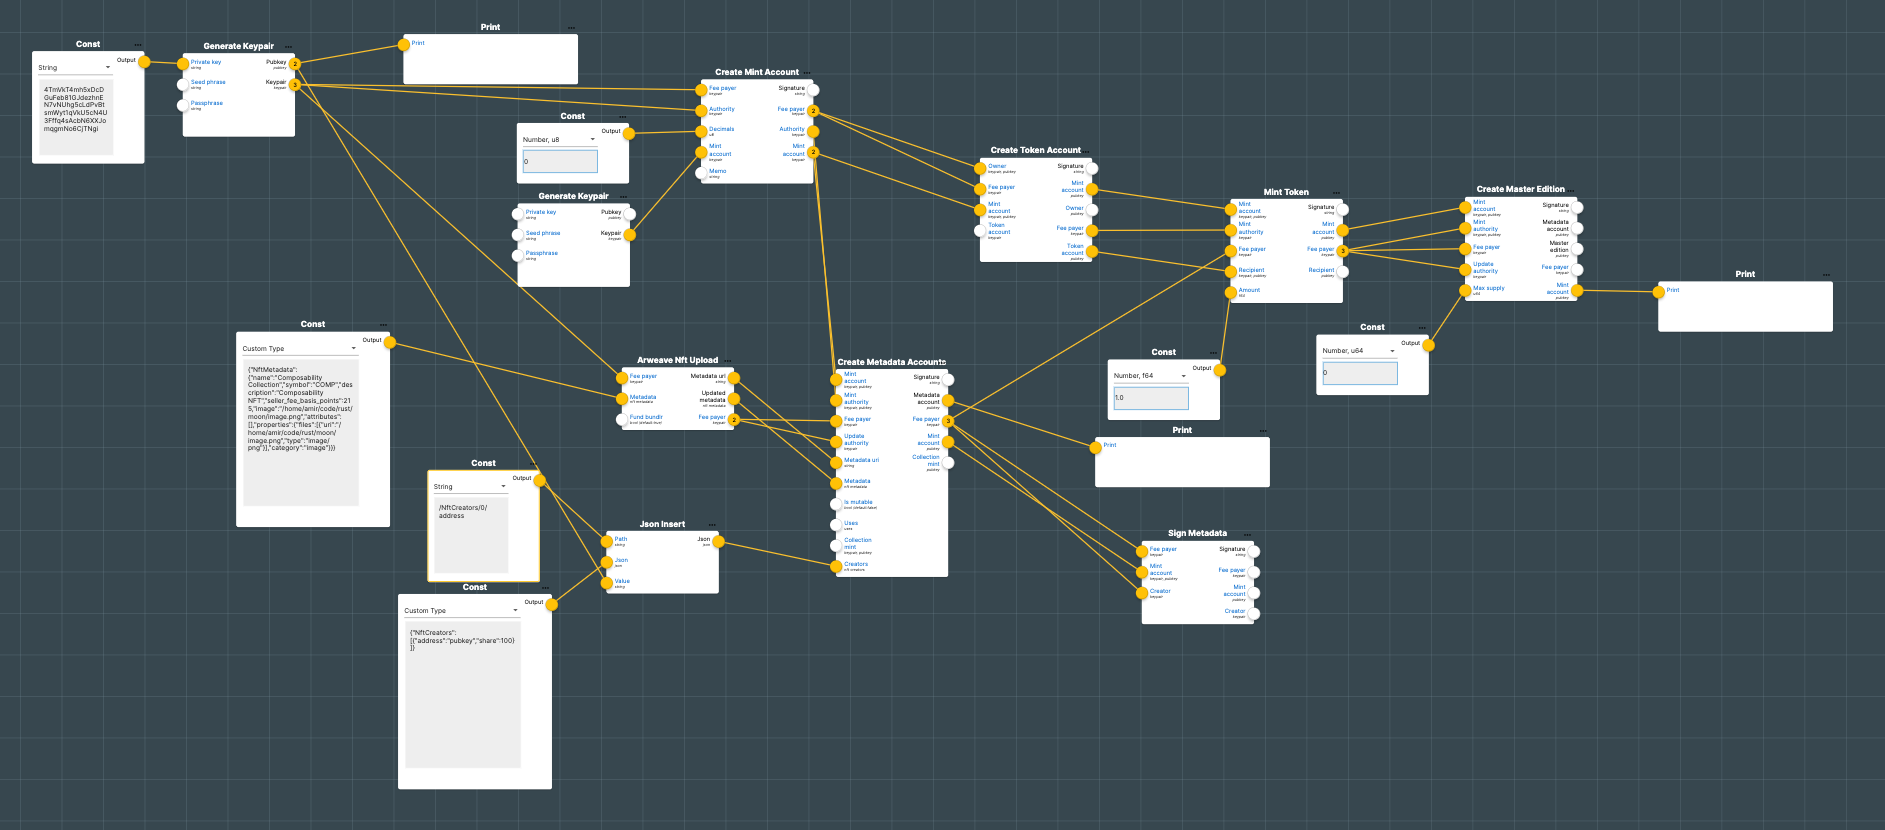 Const
String
Output
4TmVkT4mh5xDcD
GuFeb81GJdezhnE
N7vNUhg5cLdPvBt
smWyt1qVkU5cN4U
3Fffq4sAcbN6XXJo
mqgmNo6CjTNgi
Generate Keypair
Private key
string
Seed phrase
string
Passphrase
string
Pubkey
pubkey
2
Keypair
keypair
3
Print
Print
Const
Number, u8
Output
0
Generate Keypair
Private key
string
Seed phrase
string
Passphrase
string
Pubkey
pubkey
Keypair
keypair
Create Mint Account
Fee payer
keypair
Authority
keypair
Decimals
u8
Mint
account
keypair
Memo
string
Signature
string
Fee payer
keypair
2
Authority
keypair
Mint
account
keypair
2
Create Token Account
Owner
keypair, pubkey
Fee payer
keypair
Mint
account
keypair, pubkey
Token
account
keypair
Signature
string
Mint
account
pubkey
Owner
pubkey
Fee payer
keypair
Token
account
pubkey
Mint Token
Mint
account
keypair, pubkey
Mint
authority
keypair
Fee payer
keypair
Recipient
keypair, pubkey
Amount
f64
Signature
string
Mint
account
pubkey
Fee payer
keypair
3
Recipient
pubkey
Create Master Edition
Mint
account
keypair, pubkey
Mint
authority
keypair
Fee payer
keypair
Update
authority
keypair
Max supply
u64
Signature
string
Metadata
account
pubkey
Master
edition
pubkey
Fee payer
keypair
Mint
account
pubkey
Print
Print
Const
Custom Type
Output
{"NftMetadata":
{"name":"Composability
Collection","symbol":"COMP","des
cription":"Composability
NFT","seller_fee_basis_points":21
5,"image":"/home/amir/code/rust/
moon/image.png","attributes":
[],"properties":{"files":[{"uri":"/
home/amir/code/rust/moon/
image.png","type":"image/
png"}],"category":"image"}}}
Arweave Nft Upload
Fee payer
keypair
Metadata
nft metadata
Fund bundlr
bool (default:true)
Metadata url
string
Updated
metadata
nft metadata
Fee payer
keypair
2
Create Metadata Accounts
Mint
account
keypair, pubkey
Mint
authority
keypair, pubkey
Fee payer
keypair
Update
authority
keypair
Metadata uri
string
Metadata
nft metadata
Is mutable
bool (default:false)
Uses
uses
Collection
mint
keypair, pubkey
Creators
nft creators
Signature
string
Metadata
account
pubkey
Fee payer
keypair
3
Mint
account
pubkey
Collection
mint
pubkey
Const
Number, f64
Output
1.0
Const
Number, u64
Output
0
Print
Print
Const
String
Output
/NftCreators/0/
address
Json Insert
Path
string
Json
json
Value
string
Json
json
Const
Custom Type
Output
{"NftCreators":
[{"address":"pubkey","share":100}
]}
Sign Metadata
Fee payer
keypair
Mint
account
keypair, pubkey
Creator
keypair
Signature
string
Fee payer
keypair
Mint
account
pubkey
Creator
keypair